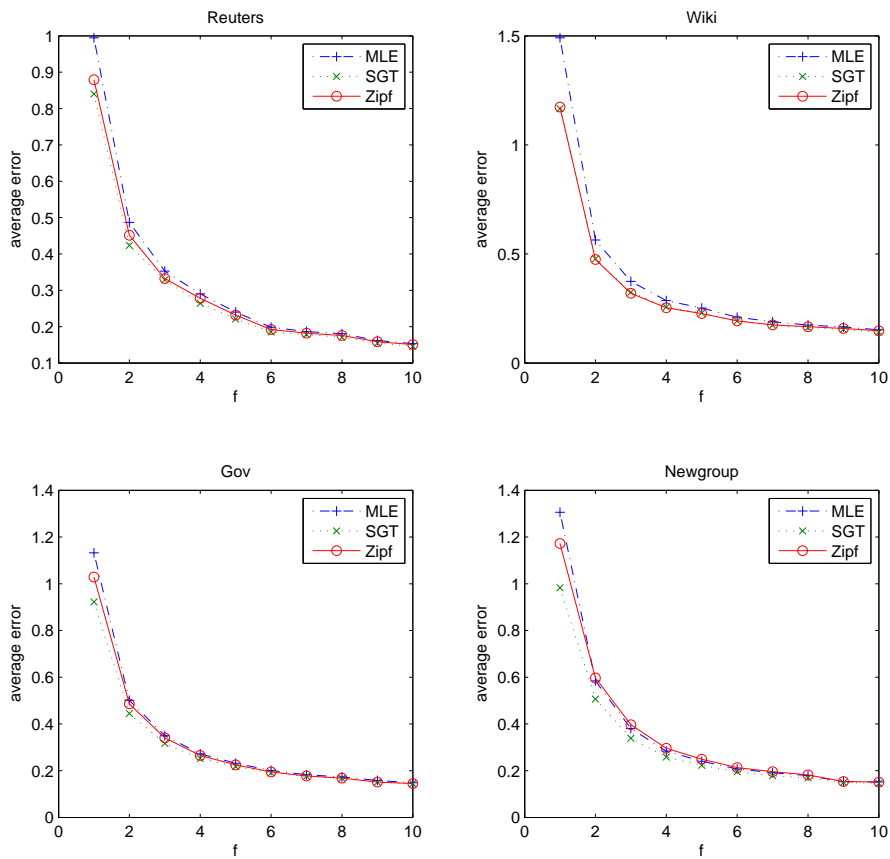 Reuters
1
0.9
0.8
0.7
0.6
0.5
0.4
0.3
0.2
0.1
0 2 4 6 8 10
f
average error
MLE
SGT
Zipf
Wiki
1.5
1
0.5
0
0 2 4 6 8 10
f
average error
MLE
SGT
Zipf
Gov
1.4
1.2
1
0.8
0.6
0.4
0.2
0
0 2 4 6 8 10
f
average error
MLE
SGT
Zipf
Newgroup
1.4
1.2
1
0.8
0.6
0.4
0.2
0
0 2 4 6 8 10
f
average error
MLE
SGT
Zipf